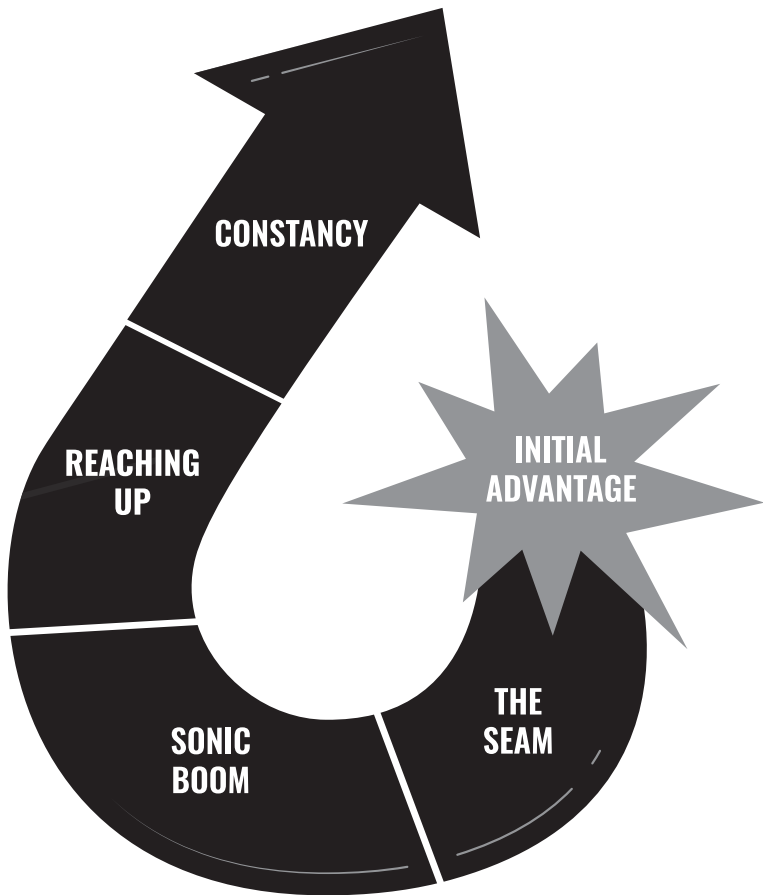 CONSTANCY
REACHING
UP
SONIC
BOOM
THE
SEAM
INITIAL
ADVANTAGE